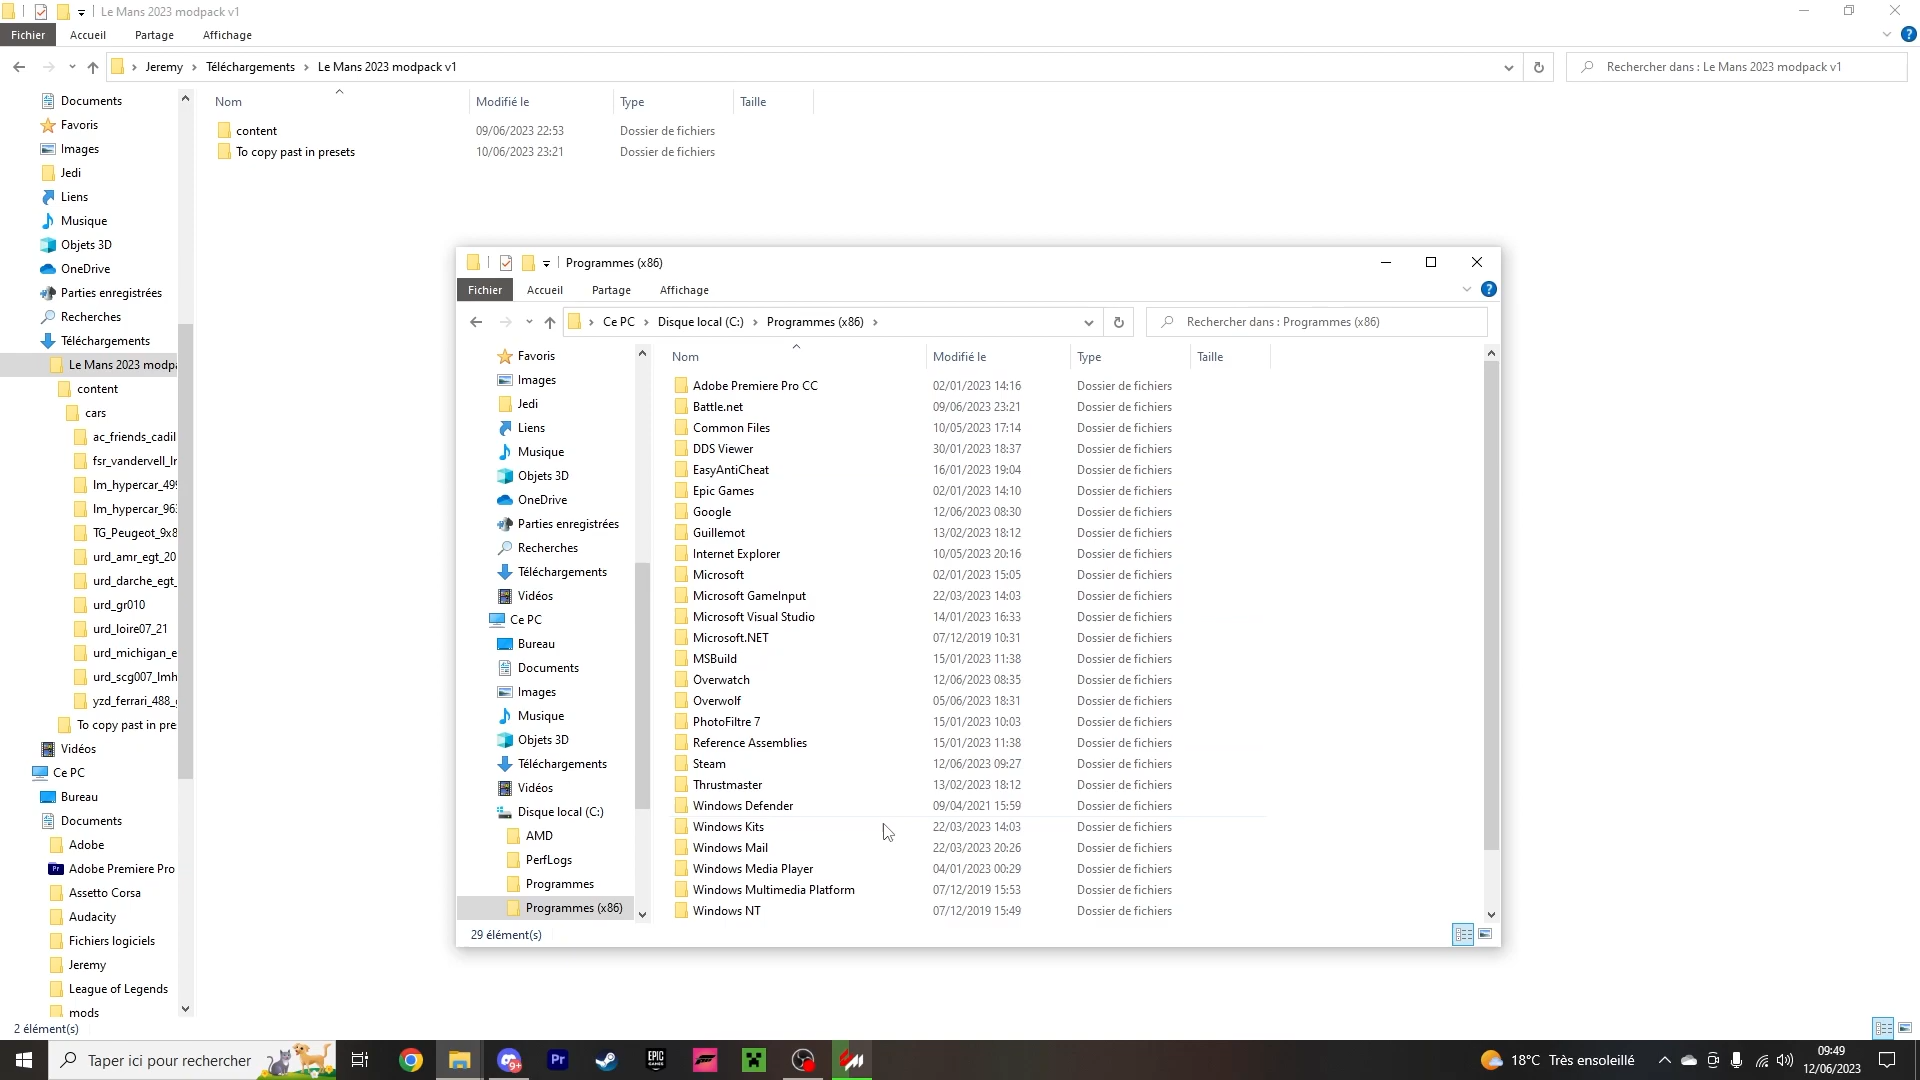 Le Mans 2023 modpack v1
Fichier Accueil Partage Affichage
Jeremy Téléchargements Le Mans 2023 modpack v1
Rechercher dans : Le Mans 2023 modpack v1
Documents
Favoris
Images
Jedi
Liens
Musique
Objets 3D
OneDrive
Parties enregistrées
Recherches
Téléchargements
Le Mans 2023 modpa
content
cars
ac_friends_cadil
fsr_vandervell_lr
lm_hypercar_499
lm_hypercar_963
TG_Peugeot_9x8
urd_amr_egt_20
urd_darche_egt_
urd_gr010
urd_loire07_21
urd_michigan_e
urd_scg007_lmh
yzd_ferrari_488_
To copy past in pre
Vidéos
Ce PC
Bureau
Documents
Adobe
Adobe Premiere Pro
Assetto Corsa
Audacity
Fichiers logiciels
Jeremy
League of Legends
mods
2 élément(s)
Nom Modifié le Type Taille
content 09/06/2023 22:53 Dossier de fichiers
To copy past in presets 10/06/2023 23:21 Dossier de fichiers
Programmes (x86)
Fichier Accueil Partage Affichage
Ce PC Disque local (C:) Programmes (x86)
Rechercher dans : Programmes (x86)
Favoris
Images
Jedi
Liens
Musique
Objets 3D
OneDrive
Parties enregistrées
Recherches
Téléchargements
Vidéos
Ce PC
Bureau
Documents
Images
Musique
Objets 3D
Téléchargements
Vidéos
Disque local (C:)
AMD
PerfLogs
Programmes
Programmes (x86)
29 élément(s)
Nom Modifié le Type Taille
Adobe Premiere Pro CC 02/01/2023 14:16 Dossier de fichiers
Battle.net 09/06/2023 23:21 Dossier de fichiers
Common Files 10/05/2023 17:14 Dossier de fichiers
DDS Viewer 30/01/2023 18:37 Dossier de fichiers
EasyAntiCheat 16/01/2023 19:04 Dossier de fichiers
Epic Games 02/01/2023 14:10 Dossier de fichiers
Google 12/06/2023 08:30 Dossier de fichiers
Guillemot 13/02/2023 18:12 Dossier de fichiers
Internet Explorer 10/05/2023 20:16 Dossier de fichiers
Microsoft 02/01/2023 15:05 Dossier de fichiers
Microsoft GameInput 22/03/2023 14:03 Dossier de fichiers
Microsoft Visual Studio 14/01/2023 16:33 Dossier de fichiers
Microsoft.NET 07/12/2019 10:31 Dossier de fichiers
MSBuild 15/01/2023 11:38 Dossier de fichiers
Overwatch 12/06/2023 08:35 Dossier de fichiers
Overwolf 05/06/2023 18:31 Dossier de fichiers
PhotoFiltre 7 15/01/2023 10:03 Dossier de fichiers
Reference Assemblies 15/01/2023 11:38 Dossier de fichiers
Steam 12/06/2023 09:27 Dossier de fichiers
Thrustmaster 13/02/2023 18:12 Dossier de fichiers
Windows Defender 09/04/2021 15:59 Dossier de fichiers
Windows Kits 22/03/2023 14:03 Dossier de fichiers
Windows Mail 22/03/2023 20:26 Dossier de fichiers
Windows Media Player 04/01/2023 00:29 Dossier de fichiers
Windows Multimedia Platform 07/12/2019 15:53 Dossier de fichiers
Windows NT 07/12/2019 15:49 Dossier de fichiers
Taper ici pour rechercher
9+
Pr
EPIC GAMES
18°C Très ensoleillé
09:49
12/06/2023